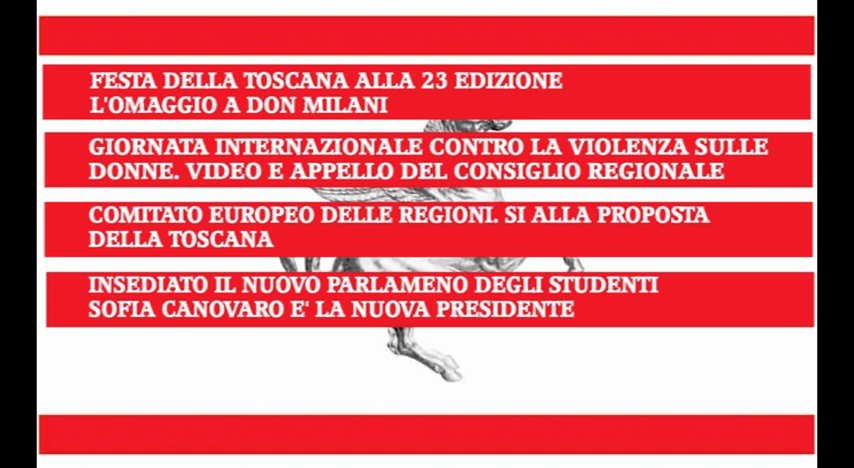 FESTA DELLA TOSCANA ALLA 23 EDIZIONE
L'OMAGGIO A DON MILANI
GIORNATA INTERNAZIONALE CONTRO LA VIOLENZA SULLE
DONNE. VIDEO E APPELLO DEL CONSIGLIO REGIONALE
COMITATO EUROPEO DELLE REGIONI. SI ALLA PROPOSTA
DELLA TOSCANA
INSEDIATO IL NUOVO PARLAMENO DEGLI STUDENTI
SOFIA CANOVARO E' LA NUOVA PRESIDENTE